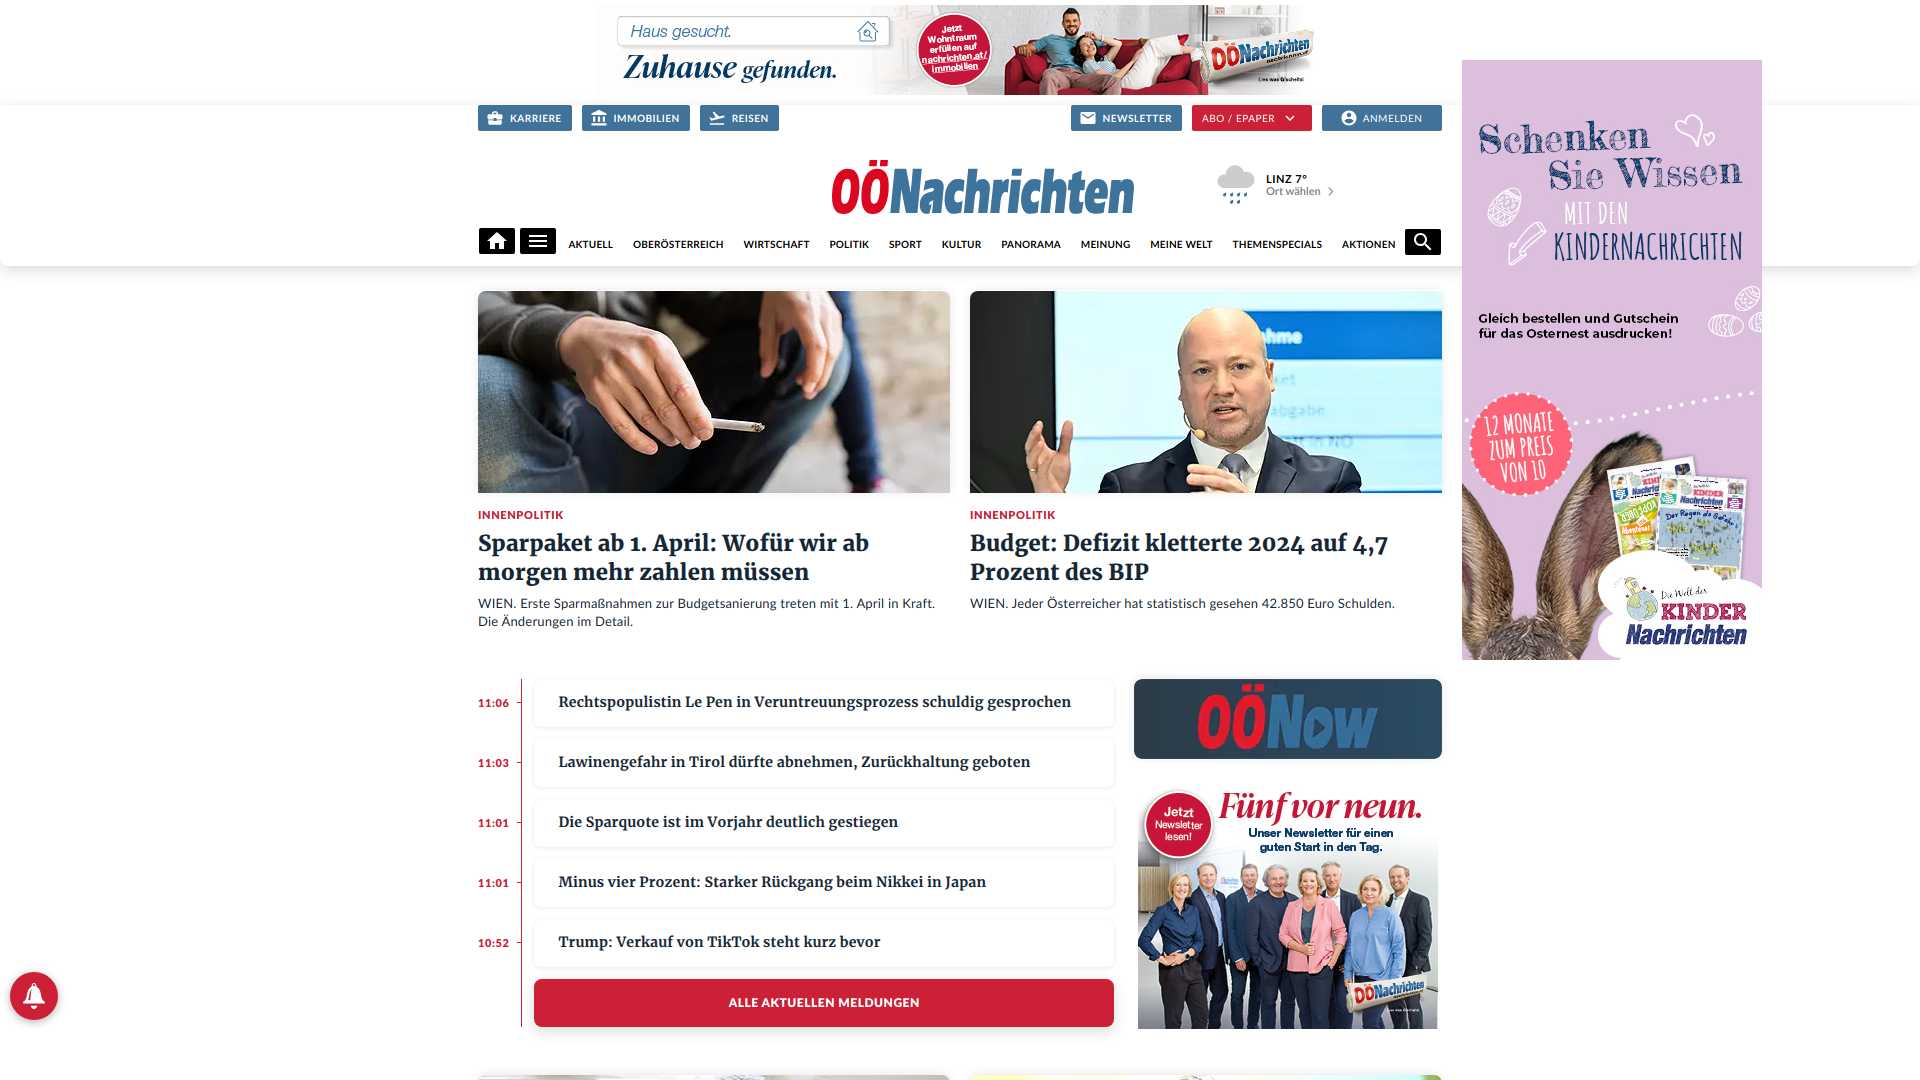 Haus gesucht.
Zuhause gefunden.
Jetzt
Wohntraum
erfüllen auf
nachrichten.at/
immobilien
OÖNachrichten
Lies was G'scheits!
KARRIERE
IMMOBILIEN
REISEN
NEWSLETTER
ABO / EPAPER
ANMELDEN
OÖNachrichten
LINZ 7°
Ort wählen
AKTUELL
OBERÖSTERREICH
WIRTSCHAFT
POLITIK
SPORT
KULTUR
PANORAMA
MEINUNG
MEINE WELT
THEMENSPECIALS
AKTIONEN
Schenken
Sie Wissen
MIT DEN
KINDERNACHRICHTEN
Gleich bestellen und Gutschein
für das Osternest ausdrucken!
12 MONATE
ZUM PREIS
VON 10
KINDER
Nachrichten
Der Regen als Gefahr
Die Welt der
KINDER
Nachrichten
INNENPOLITIK
Sparpaket ab 1. April: Wofür wir ab
morgen mehr zahlen müssen
WIEN. Erste Sparmaßnahmen zur Budgetsanierung treten mit 1. April in Kraft.
Die Änderungen im Detail.
INNENPOLITIK
Budget: Defizit kletterte 2024 auf 4,7
Prozent des BIP
WIEN. Jeder Österreicher hat statistisch gesehen 42.850 Euro Schulden.
11:06
Rechtspopulistin Le Pen in Veruntreuungsprozess schuldig gesprochen
11:03
Lawinengefahr in Tirol dürfte abnehmen, Zurückhaltung geboten
11:01
Die Sparquote ist im Vorjahr deutlich gestiegen
11:01
Minus vier Prozent: Starker Rückgang beim Nikkei in Japan
10:52
Trump: Verkauf von TikTok steht kurz bevor
ALLE AKTUELLEN MELDUNGEN
OÖNow
Jetzt
Newsletter
lesen!
Fünf vor neun.
Unser Newsletter für einen
guten Start in den Tag.
OÖNachrichten